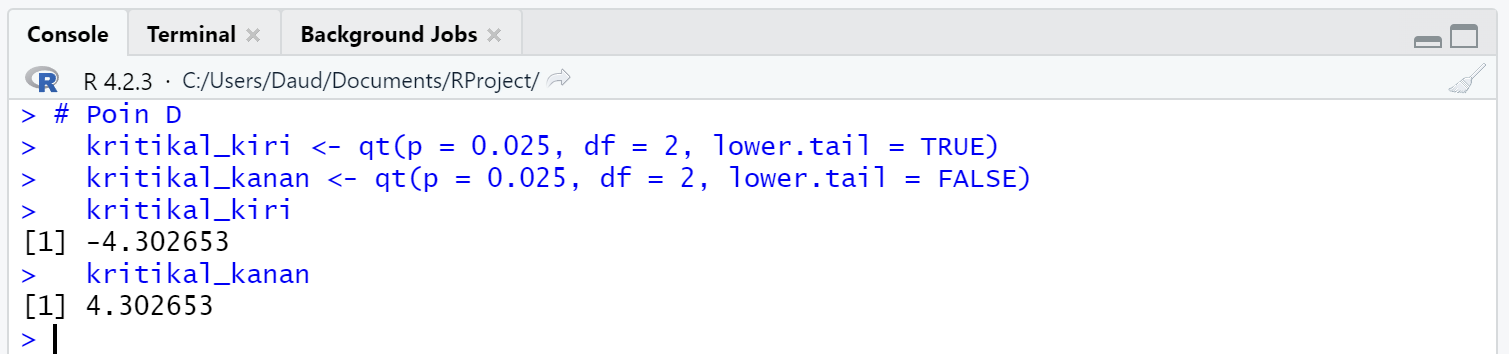 Console Terminal Background Jobs
R R 4.2.3 · C:/Users/Daud/Documents/RProject/
> # Poin D
>   kritikal_kiri <- qt(p = 0.025, df = 2, lower.tail = TRUE)
>   kritikal_kanan <- qt(p = 0.025, df = 2, lower.tail = FALSE)
>   kritikal_kiri
[1] -4.302653
>   kritikal_kanan
[1] 4.302653
>